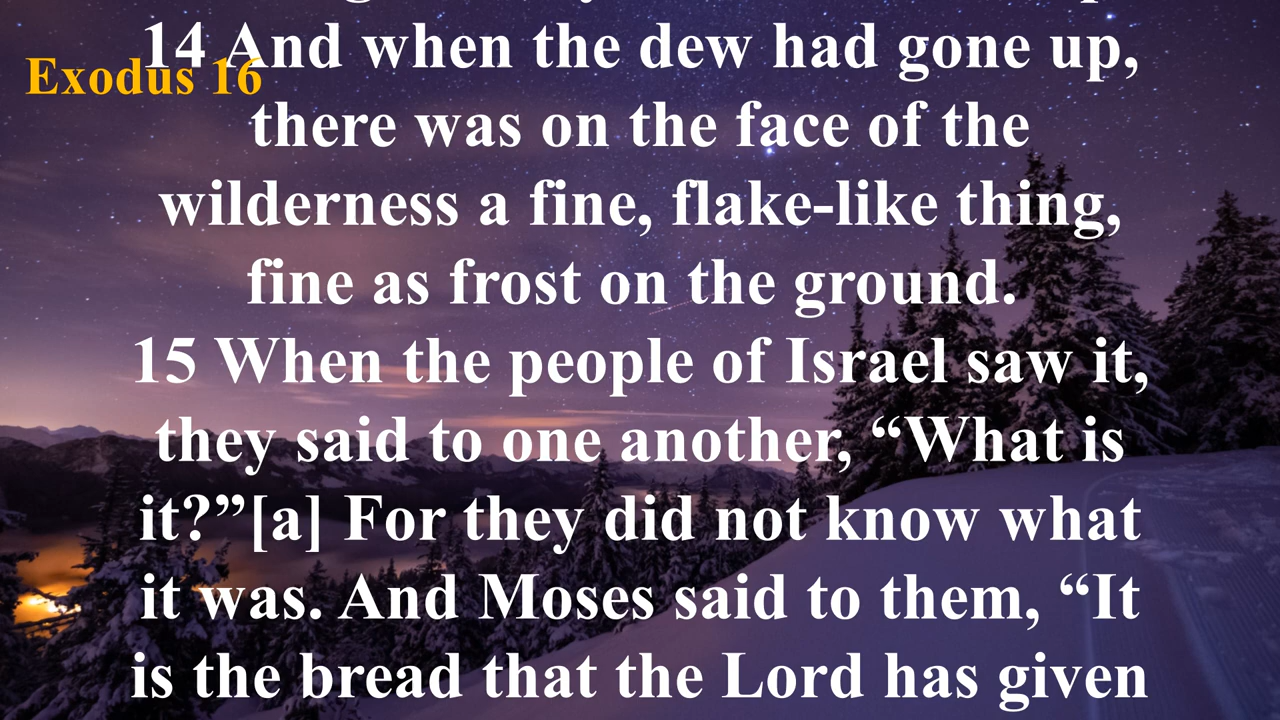 14 And when the dew had gone up,
Exodus 16
there was on the face of the
wilderness a fine, flake-like thing,
fine as frost on the ground.
15 When the people of Israel saw it,
they said to one another, “What is
it?”[a] For they did not know what
it was. And Moses said to them, “It
is the bread that the Lord has given